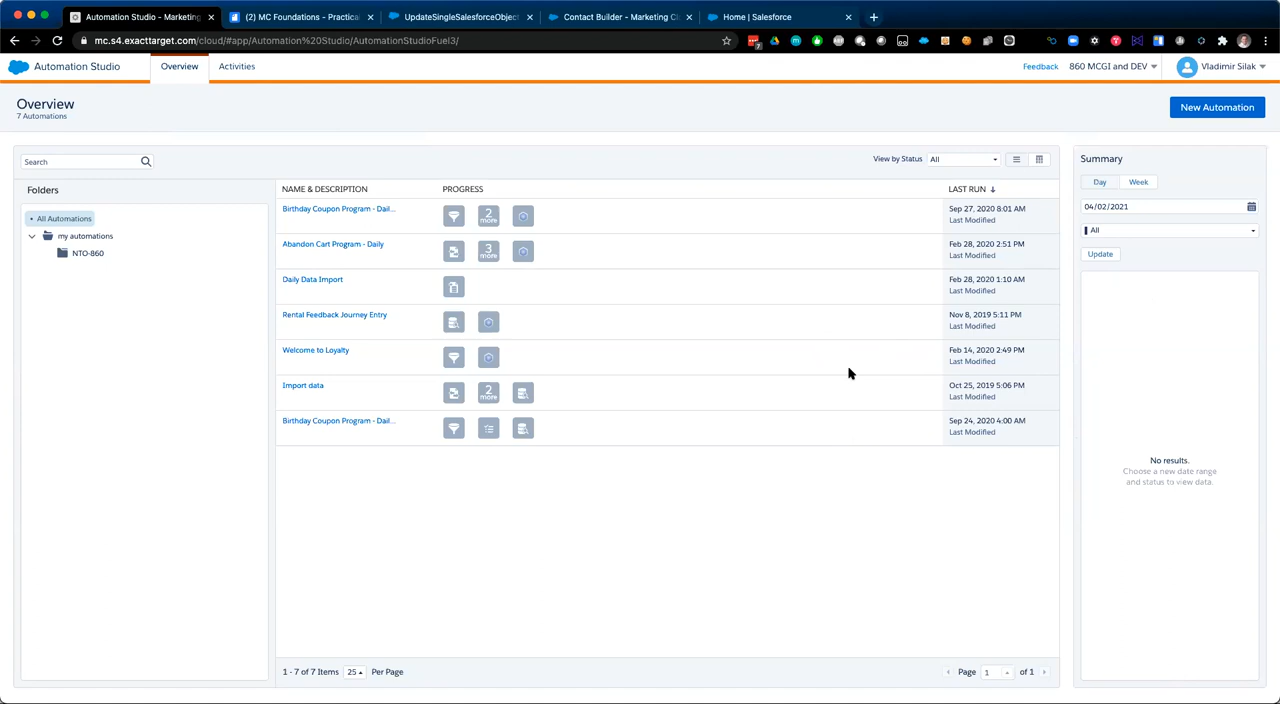 Automation Studio - Marketing
(2) MC Foundations - Practical
UpdateSingleSalesforceObject
Contact Builder - Marketing Cl
Home | Salesforce
mc.s4.exacttarget.com/cloud/#app/Automation%20Studio/AutomationStudioFuel3/
Automation Studio
Overview
Activities
Feedback
860 MCGI and DEV
Vladimir Silak
Overview
7 Automations
New Automation
Search
View by Status
All
Summary
Folders
NAME & DESCRIPTION
PROGRESS
LAST RUN
Day
Week
All Automations
my automations
NTO-860
04/02/2021
All
Update
Birthday Coupon Program - Dail...
2 more
Sep 27, 2020 8:01 AM
Last Modified
Abandon Cart Program - Daily
3 more
Feb 28, 2020 2:51 PM
Last Modified
Daily Data Import
Feb 28, 2020 1:10 AM
Last Modified
Rental Feedback Journey Entry
Nov 8, 2019 5:11 PM
Last Modified
Welcome to Loyalty
Feb 14, 2020 2:49 PM
Last Modified
Import data
2 more
Oct 25, 2019 5:06 PM
Last Modified
Birthday Coupon Program - Dail...
Sep 24, 2020 4:00 AM
Last Modified
No results.
Choose a new date range
and status to view data.
1 - 7 of 7 Items
25
Per Page
Page
1
of 1